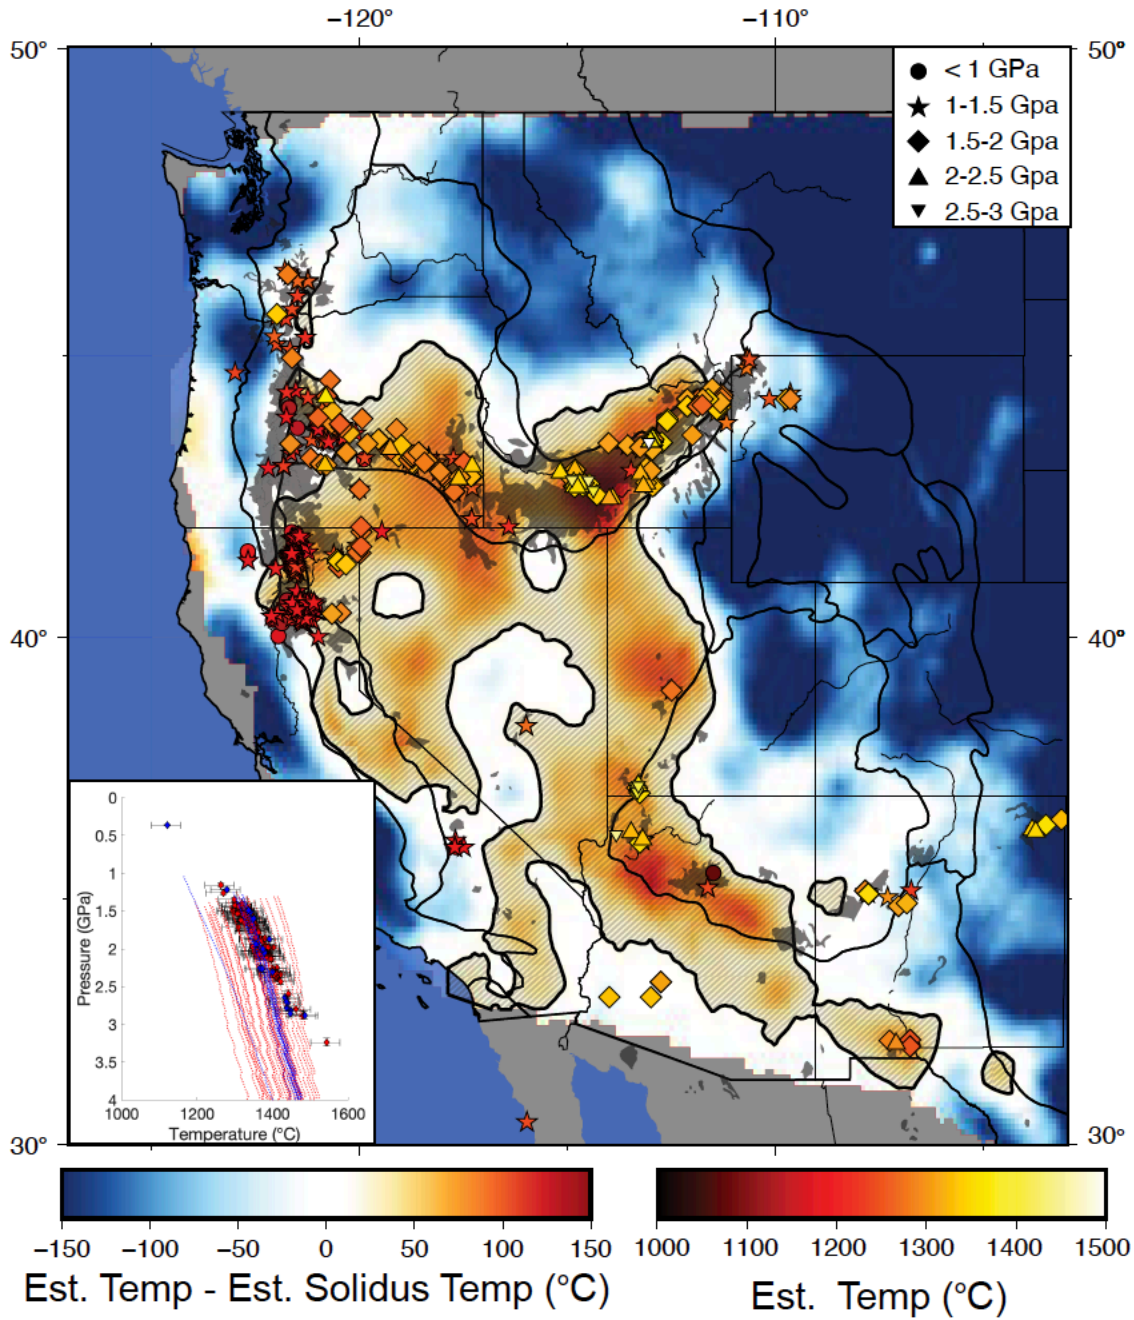 −120° −110°
50° 50°
< 1 GPa
1-1.5 Gpa
1.5-2 Gpa
2-2.5 Gpa
2.5-3 Gpa
40° 40°
0
0.5
1
1.5
2
2.5
3
3.5
4
Pressure (GPa)
1000 1200 1400 1600
Temperature (°C)
30° 30°
−150 −100 −50 0 50 100 150
Est. Temp - Est. Solidus Temp (°C)
1000 1100 1200 1300 1400 1500
Est. Temp (°C)